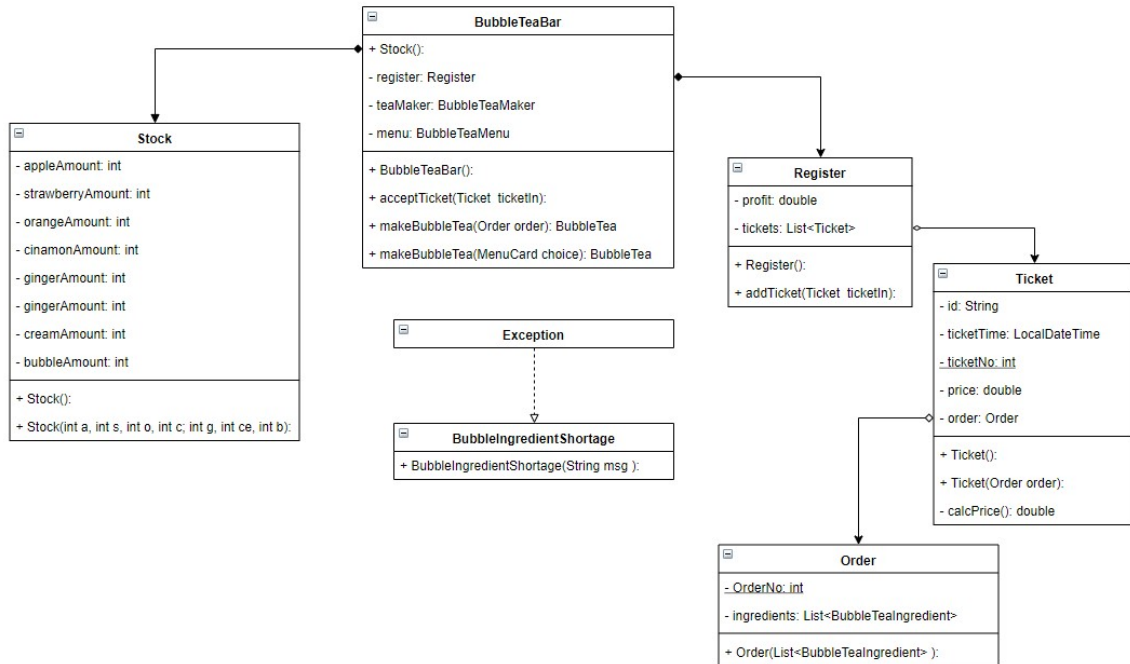 BubbleTeaBar
+ Stock():
- register: Register
- teaMaker: BubbleTeaMaker
- menu: BubbleTeaMenu
+ BubbleTeaBar():
+ acceptTicket(Ticket ticketIn):
+ makeBubbleTea(Order order): BubbleTea
+ makeBubbleTea(MenuCard choice): BubbleTea
Stock
- appleAmount: int
- strawberryAmount: int
- orangeAmount: int
- cinamonAmount: int
- gingerAmount: int
- gingerAmount: int
- creamAmount: int
- bubbleAmount: int
+ Stock():
+ Stock(int a, int s, int o, int c; int g, int ce, int b):
Register
- profit: double
- tickets: List<Ticket>
+ Register():
+ addTicket(Ticket ticketIn):
Ticket
- id: String
- ticketTime: LocalDateTime
- ticketNo: int
- price: double
- order: Order
+ Ticket():
+ Ticket(Order order):
- calcPrice(): double
Exception
BubbleIngredientShortage
+ BubbleIngredientShortage(String msg ):
Order
- OrderNo: int
- ingredients: List<BubbleTeaIngredient>
+ Order(List<BubbleTeaIngredient> ):